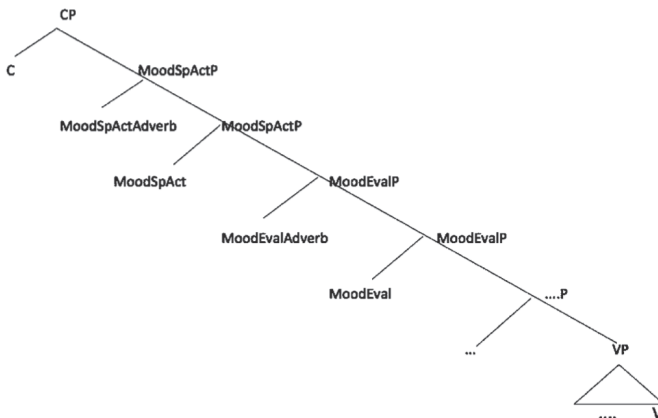 CP
C
MoodSpActP
MoodSpActAdverb
MoodSpActP
MoodSpAct
MoodEvalP
MoodEvalAdverb
MoodEvalP
MoodEval
....P
...
VP
....